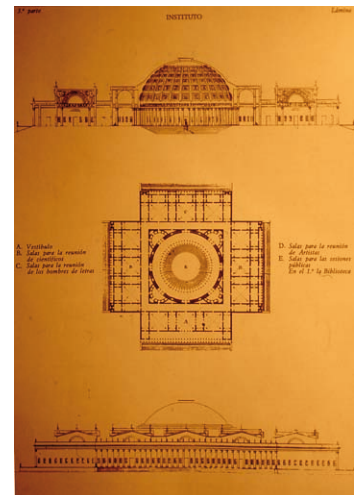 3.ª parte
Lámina
INSTITUTO
A. Vestíbulo
B. Salas para la reunión
de científicos
C. Salas para la reunión
de los hombres de letras
D. Salas para la reunión
de Artistas
E. Salas para las sesiones
públicas
En el 1.º la Biblioteca
A